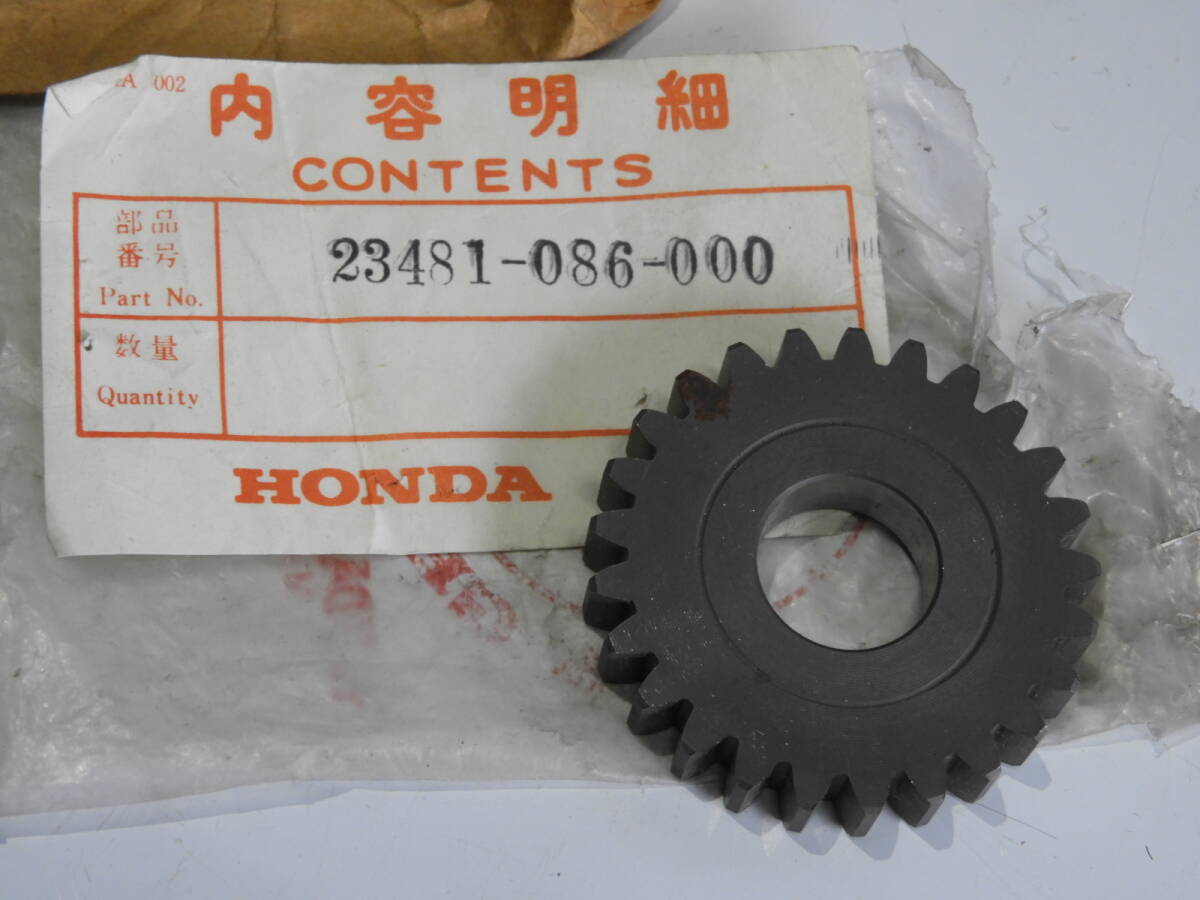 A 002
内容明細
CONTENTS
部品
番号
Part No.
23481-086-000
数量
Quantity
HONDA